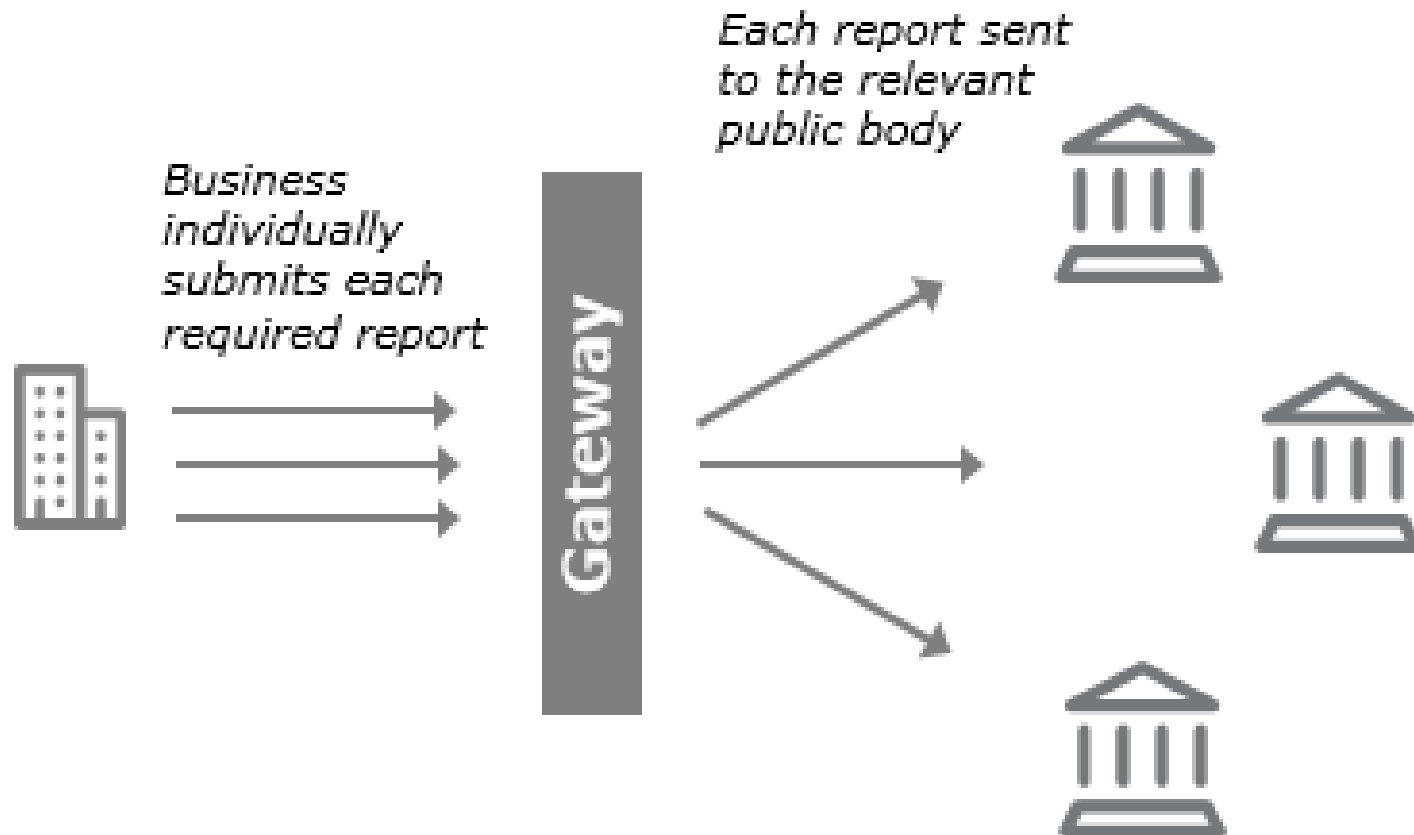 Each report sent
to the relevant
public body
Business
individually
submits each
required report
Gateway